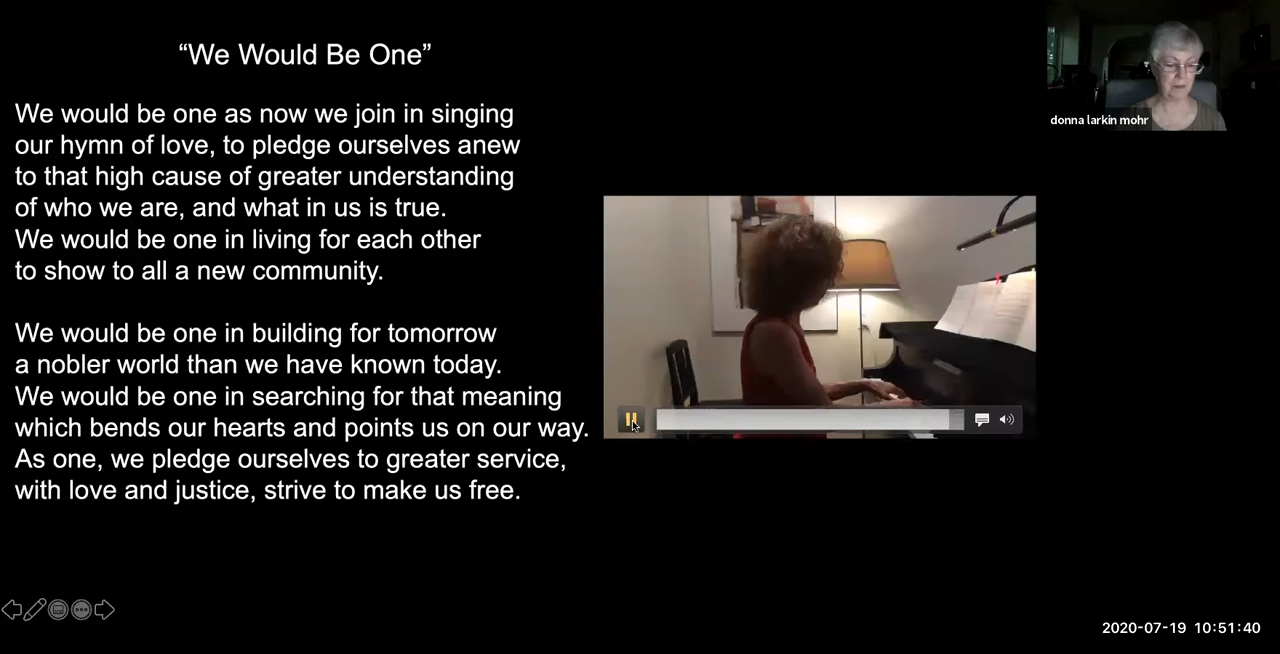 “We Would Be One”
We would be one as now we join in singing
our hymn of love, to pledge ourselves anew
to that high cause of greater understanding
of who we are, and what in us is true.
We would be one in living for each other
to show to all a new community.
We would be one in building for tomorrow
a nobler world than we have known today.
We would be one in searching for that meaning
which bends our hearts and points us on our way.
As one, we pledge ourselves to greater service,
with love and justice, strive to make us free.
donna larkin mohr
2020-07-19 10:51:40